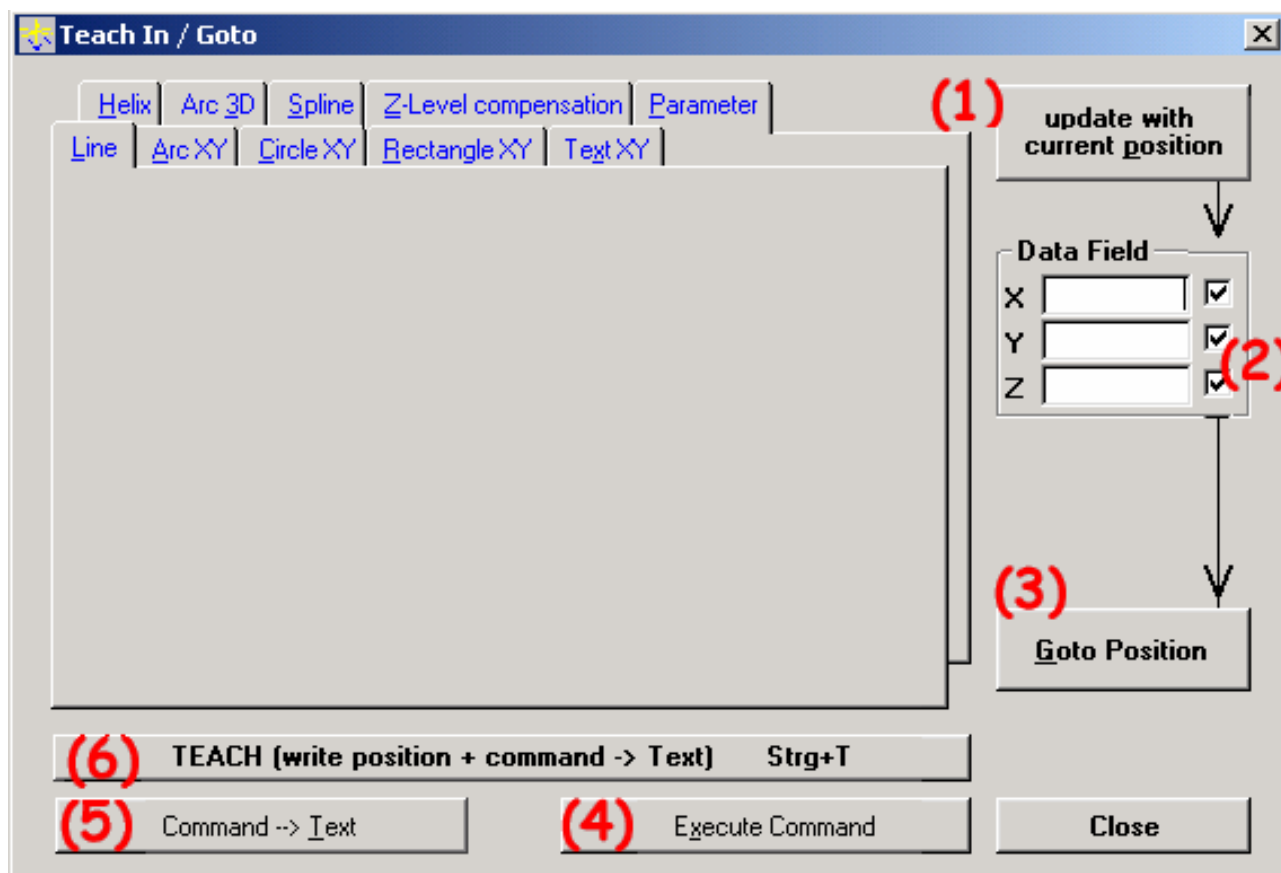 Teach In / Goto
Helix Arc 3D Spline Z-Level compensation Parameter
Line Arc XY Circle XY Rectangle XY Text XY
(1)
update with
current position
Data Field
X
Y
(2)
Z
(3)
Goto Position
(6) TEACH (write position + command -> Text) Strg+T
(5) Command --> Text
(4) Execute Command
Close